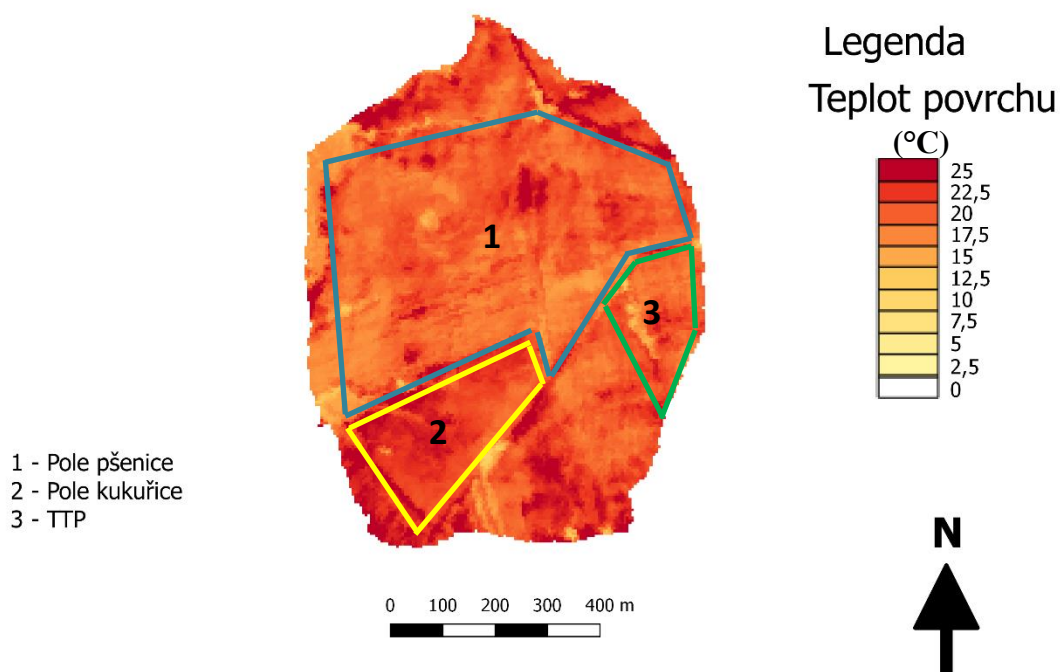 Legenda
Teplot povrchu
(°C)
25
22,5
20
17,5
15
12,5
10
7,5
5
2,5
0
1
3
2
1 - Pole pšenice
2 - Pole kukuřice
3 - TTP
N
0 100 200 300 400 m